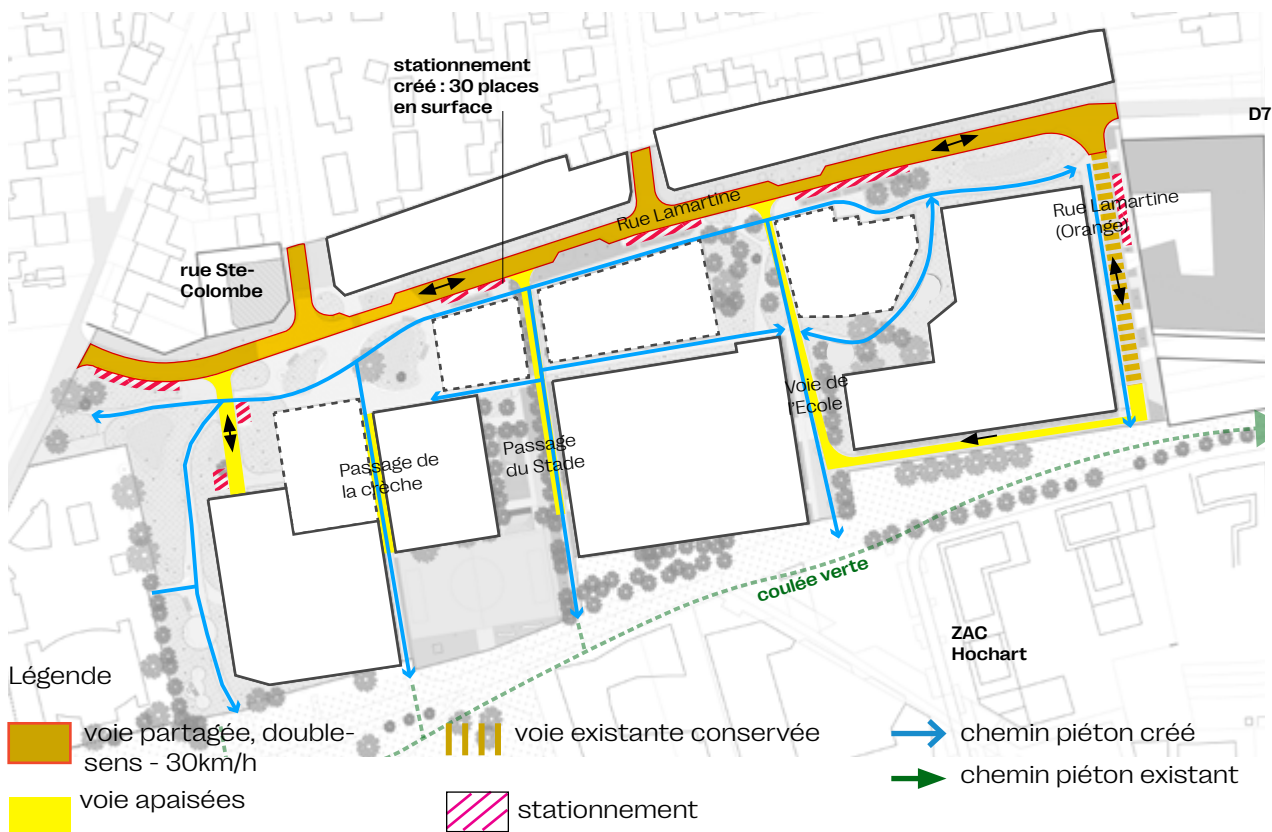 stationnement
créé : 30 places
en surface
D7
Rue Lamartine
Rue Lamartine
(Orange)
rue Ste-
Colombe
Voie de
l'Ecole
Passage
du Stade
Passage de
la crèche
coulée verte
ZAC
Hochart
Légende
voie partagée, double-
sens - 30km/h
voie existante conservée
chemin piéton créé
chemin piéton existant
voie apaisées
stationnement